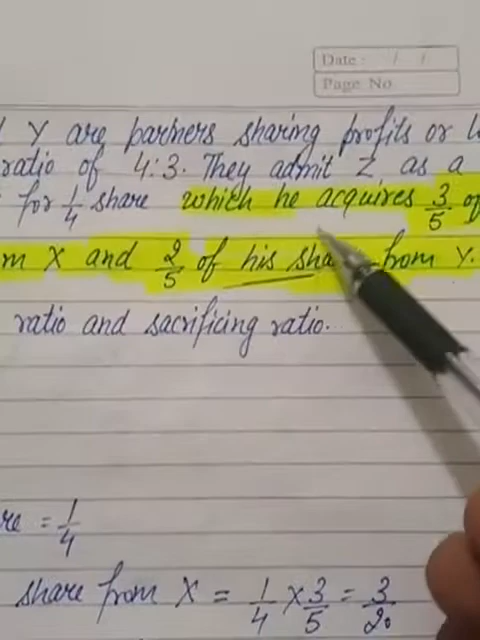 Date : / /
Page No
Y are partners sharing profits or
ratio of 4:3. They admit Z as a
for 1/4 share which he acquires 3/5 of
m X and 2/5 of his sha from Y.
ratio and sacrificing ratio.
re = 1/4
share from X = 1/4 × 3/5 = 3/20